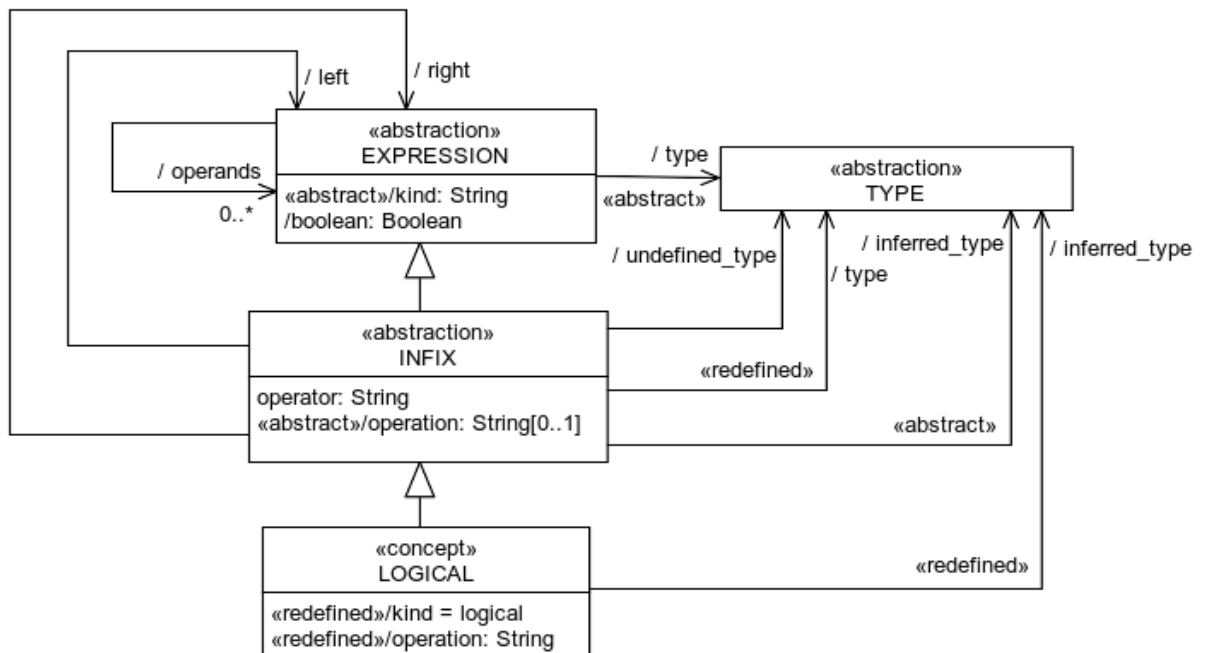 / left
/ right
/ operands
0..*
«abstraction»
EXPRESSION
«abstract»/kind: String
/boolean: Boolean
/ type
«abstract»
«abstraction»
TYPE
/ undefined_type
/ type
/ inferred_type
/ inferred_type
«abstraction»
INFIX
operator: String
«abstract»/operation: String[0..1]
«redefined»
«abstract»
«concept»
LOGICAL
«redefined»/kind = logical
«redefined»/operation: String
«redefined»